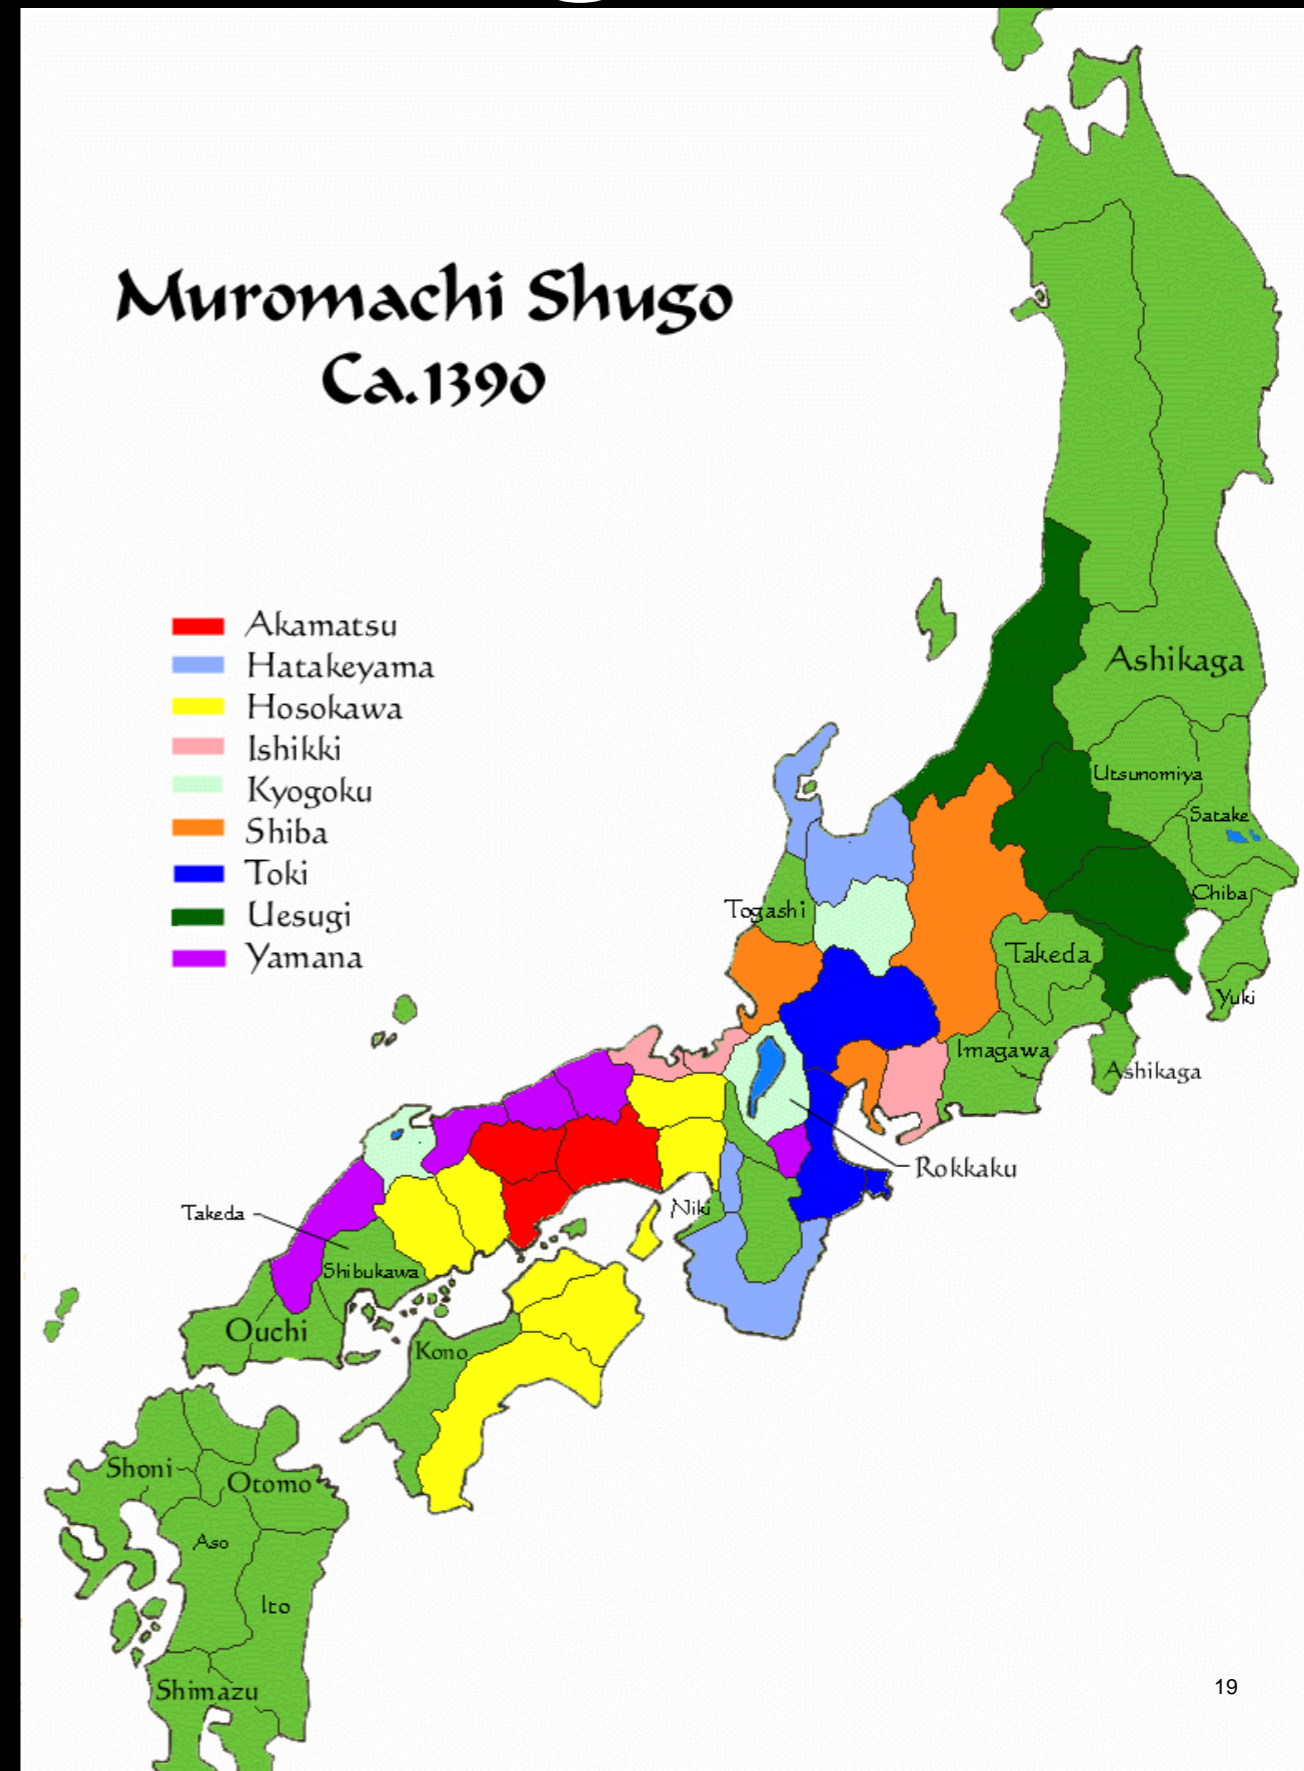 Muromachi Shugo
Ca.1390
Akamatsu
Hatakeyama
Hosokawa
Ishikki
Kyogoku
Shiba
Toki
Uesugi
Yamana
Ashikaga
Utsunomiya
Satake
Chiba
Togashi
Takeda
Yuki
Imagawa
Ashikaga
Rokkaku
Niki
Takeda
Shibukawa
Ouchi
Kono
Shoni
Otomo
Aso
Ito
Shimazu
19